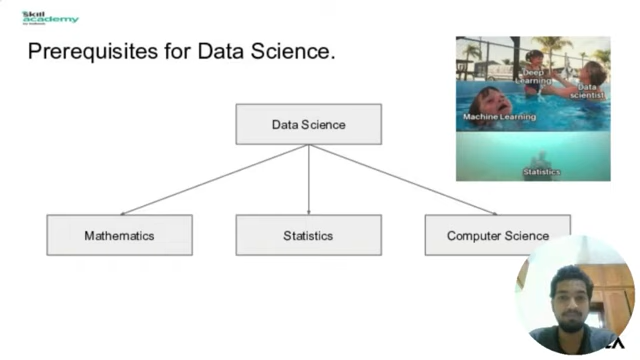 Skill
academy
Prerequisites for Data Science.
Deep
Learning
Data
scientist
Machine Learning
Statistics
Data Science
Mathematics
Statistics
Computer Science